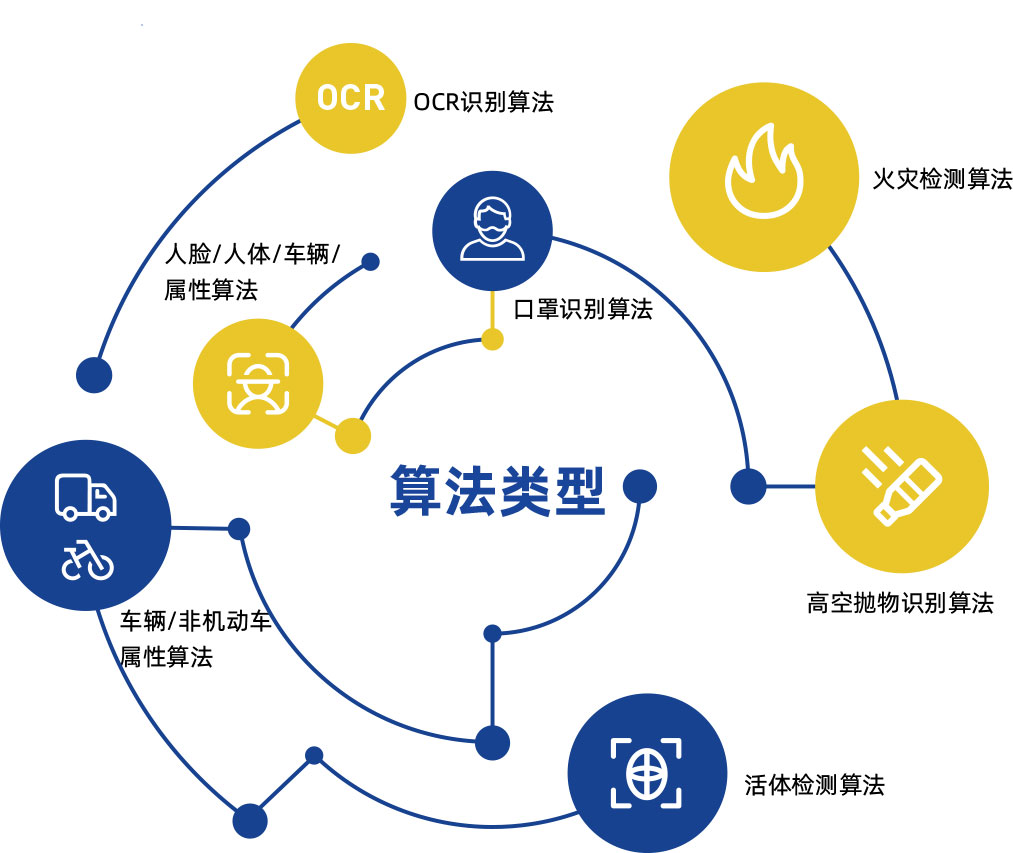 OCR
OCR识别算法
火灾检测算法
人脸/人体/车辆/
属性算法
口罩识别算法
算法类型
高空抛物识别算法
车辆/非机动车
属性算法
活体检测算法